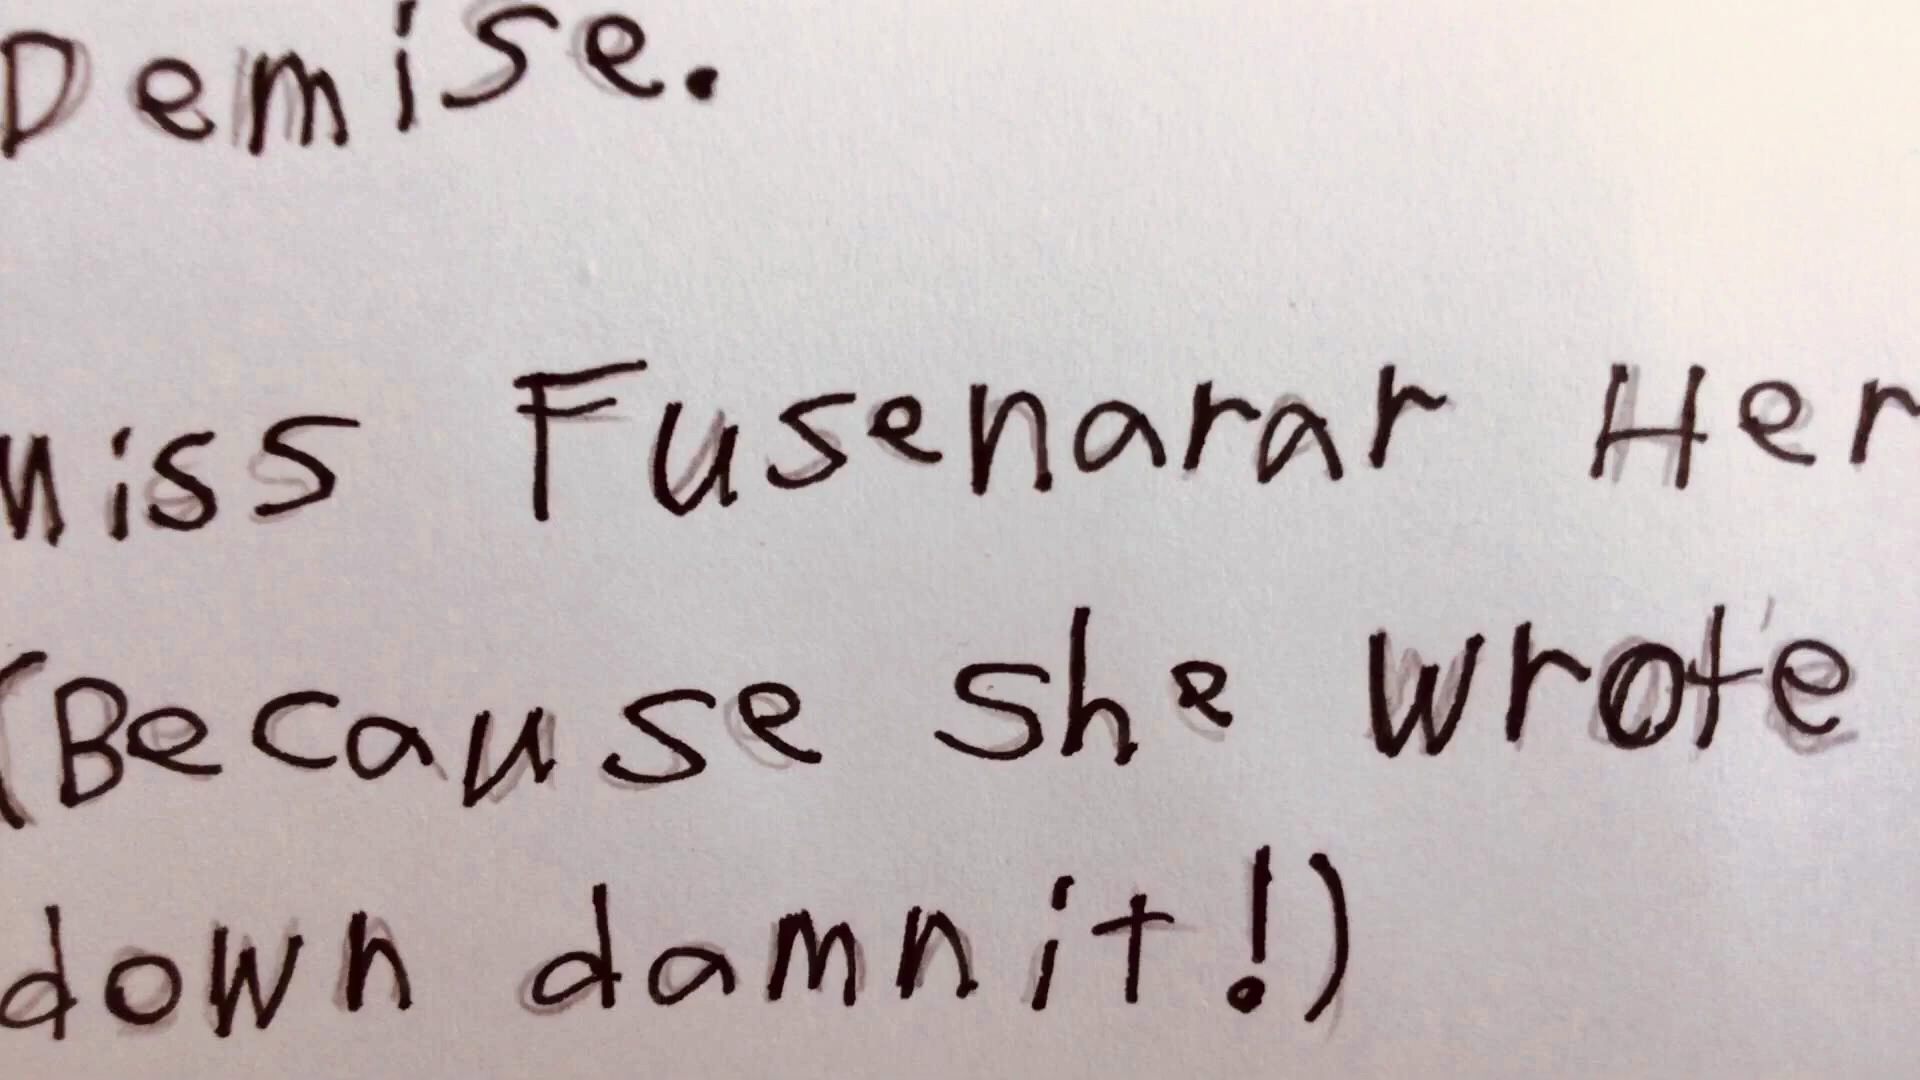 Demise.
Miss Fusenarar Her
(Because she wrote
down damnit!)